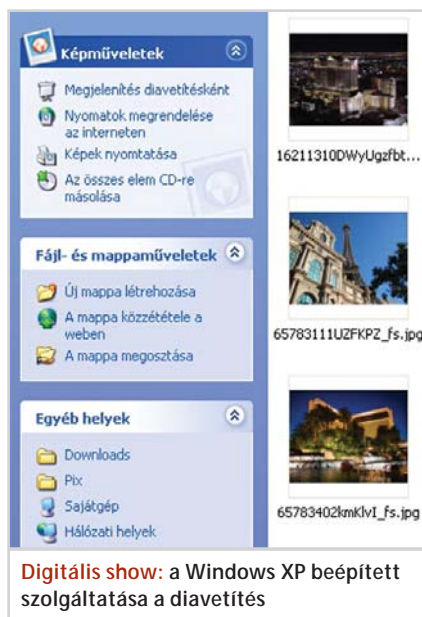 Képműveletek
Megjelenítés diavetítésként
Nyomatok megrendelése
az interneten
Képek nyomtatása
Az összes elem CD-re
másolása
Fájl- és mappaműveletek
Új mappa létrehozása
A mappa közzététele a
weben
A mappa megosztása
Egyéb helyek
Downloads
Pix
Sajátgép
Hálózati helyek
16211310DWyUgzfbt...
65783111UZFKPZ_fs.jpg
65783402kmKlvI_fs.jpg
Digitális show: a Windows XP beépített
szolgáltatása a diavetítés